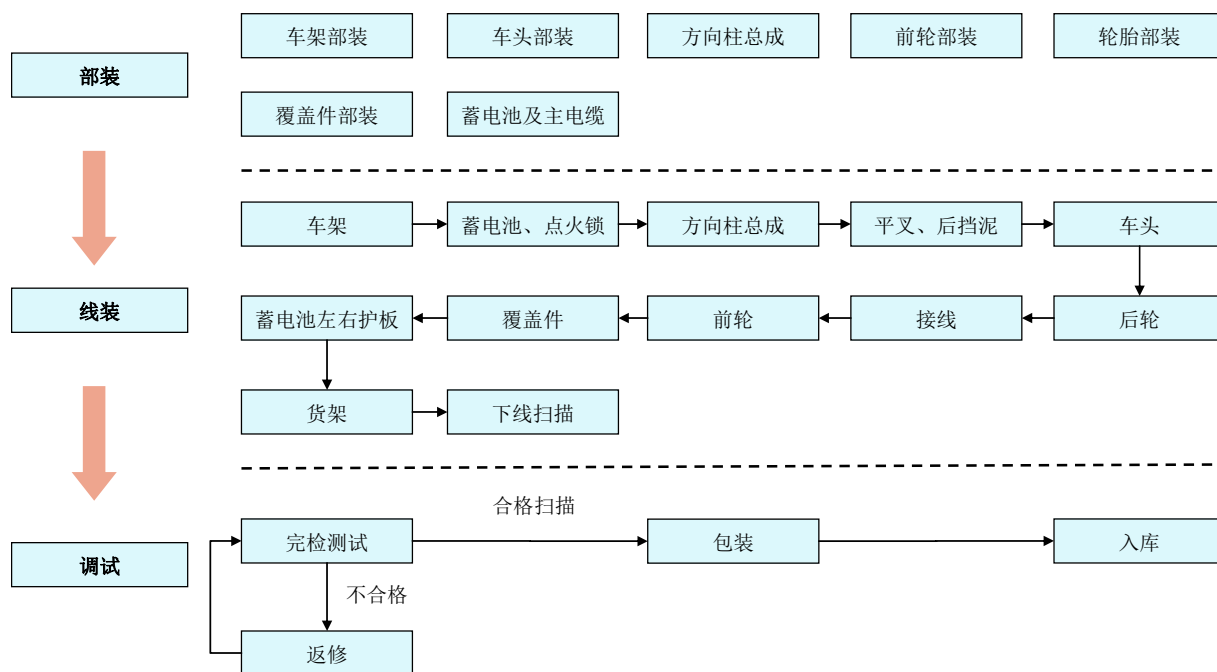 车架部装
车头部装
方向柱总成
前轮部装
轮胎部装
部装
覆盖件部装
蓄电池及主电缆
车架
蓄电池、点火锁
方向柱总成
平叉、后挡泥
车头
线装
蓄电池左右护板
覆盖件
前轮
接线
后轮
货架
下线扫描
合格扫描
调试
完检测试
包装
入库
不合格
返修